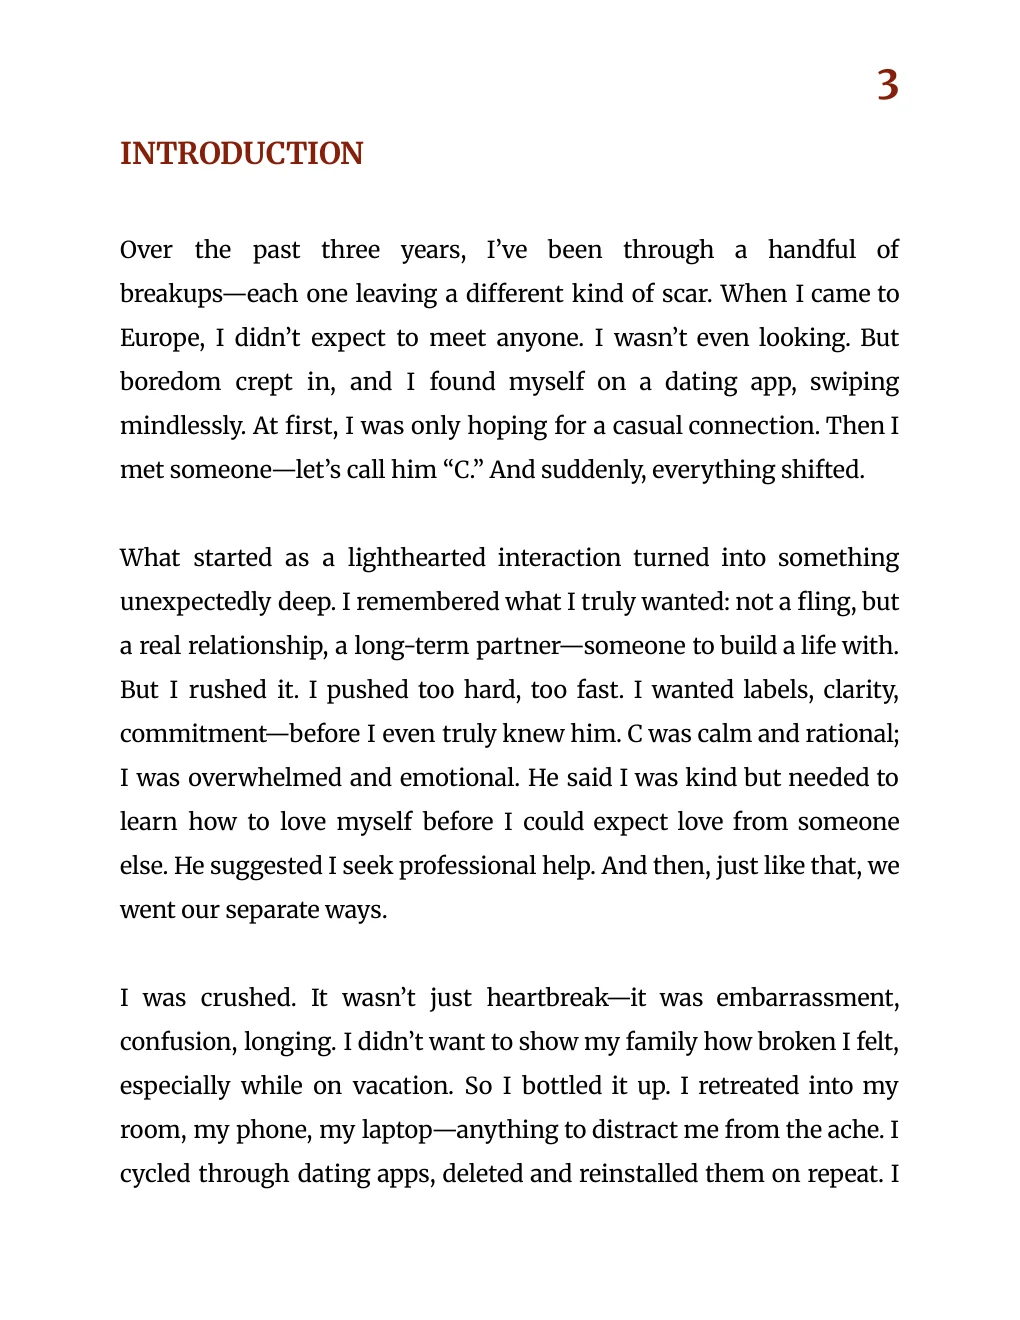 3
INTRODUCTION
Over the past three years, I’ve been through a handful of
breakups—each one leaving a different kind of scar. When I came to
Europe, I didn’t expect to meet anyone. I wasn’t even looking. But
boredom crept in, and I found myself on a dating app, swiping
mindlessly. At first, I was only hoping for a casual connection. Then I
met someone—let’s call him “C.” And suddenly, everything shifted.
What started as a lighthearted interaction turned into something
unexpectedly deep. I remembered what I truly wanted: not a fling, but
a real relationship, a long-term partner—someone to build a life with.
But I rushed it. I pushed too hard, too fast. I wanted labels, clarity,
commitment—before I even truly knew him. C was calm and rational;
I was overwhelmed and emotional. He said I was kind but needed to
learn how to love myself before I could expect love from someone
else. He suggested I seek professional help. And then, just like that, we
went our separate ways.
I was crushed. It wasn’t just heartbreak—it was embarrassment,
confusion, longing. I didn’t want to show my family how broken I felt,
especially while on vacation. So I bottled it up. I retreated into my
room, my phone, my laptop—anything to distract me from the ache. I
cycled through dating apps, deleted and reinstalled them on repeat. I